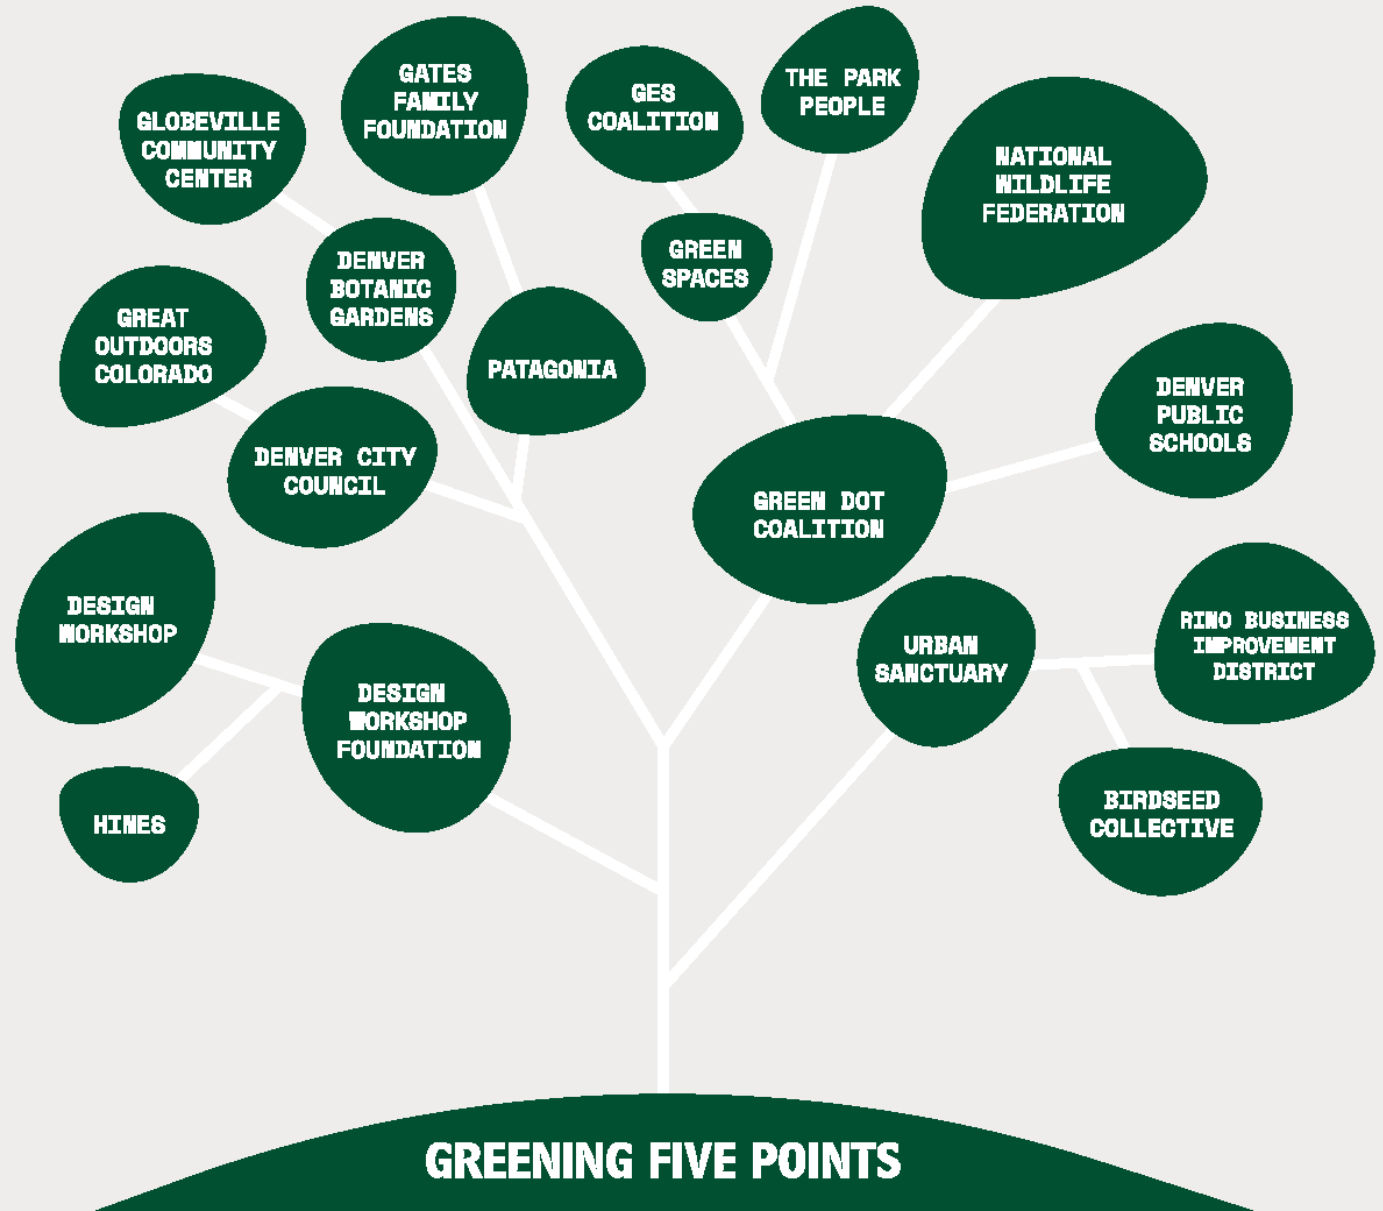 GLOBEVILLE
COMMUNITY
CENTER
GATES
FAMILY
FOUNDATION
GES
COALITION
THE PARK
PEOPLE
NATIONAL
WILDLIFE
FEDERATION
DENVER
BOTANIC
GARDENS
GREEN
SPACES
GREAT
OUTDOORS
COLORADO
PATAGONIA
DENVER
PUBLIC
SCHOOLS
DENVER CITY
COUNCIL
GREEN DOT
COALITION
DESIGN
WORKSHOP
URBAN
SANCTUARY
RINO BUSINESS
IMPROVEMENT
DISTRICT
DESIGN
WORKSHOP
FOUNDATION
HINES
BIRDSEED
COLLECTIVE
GREENING FIVE POINTS